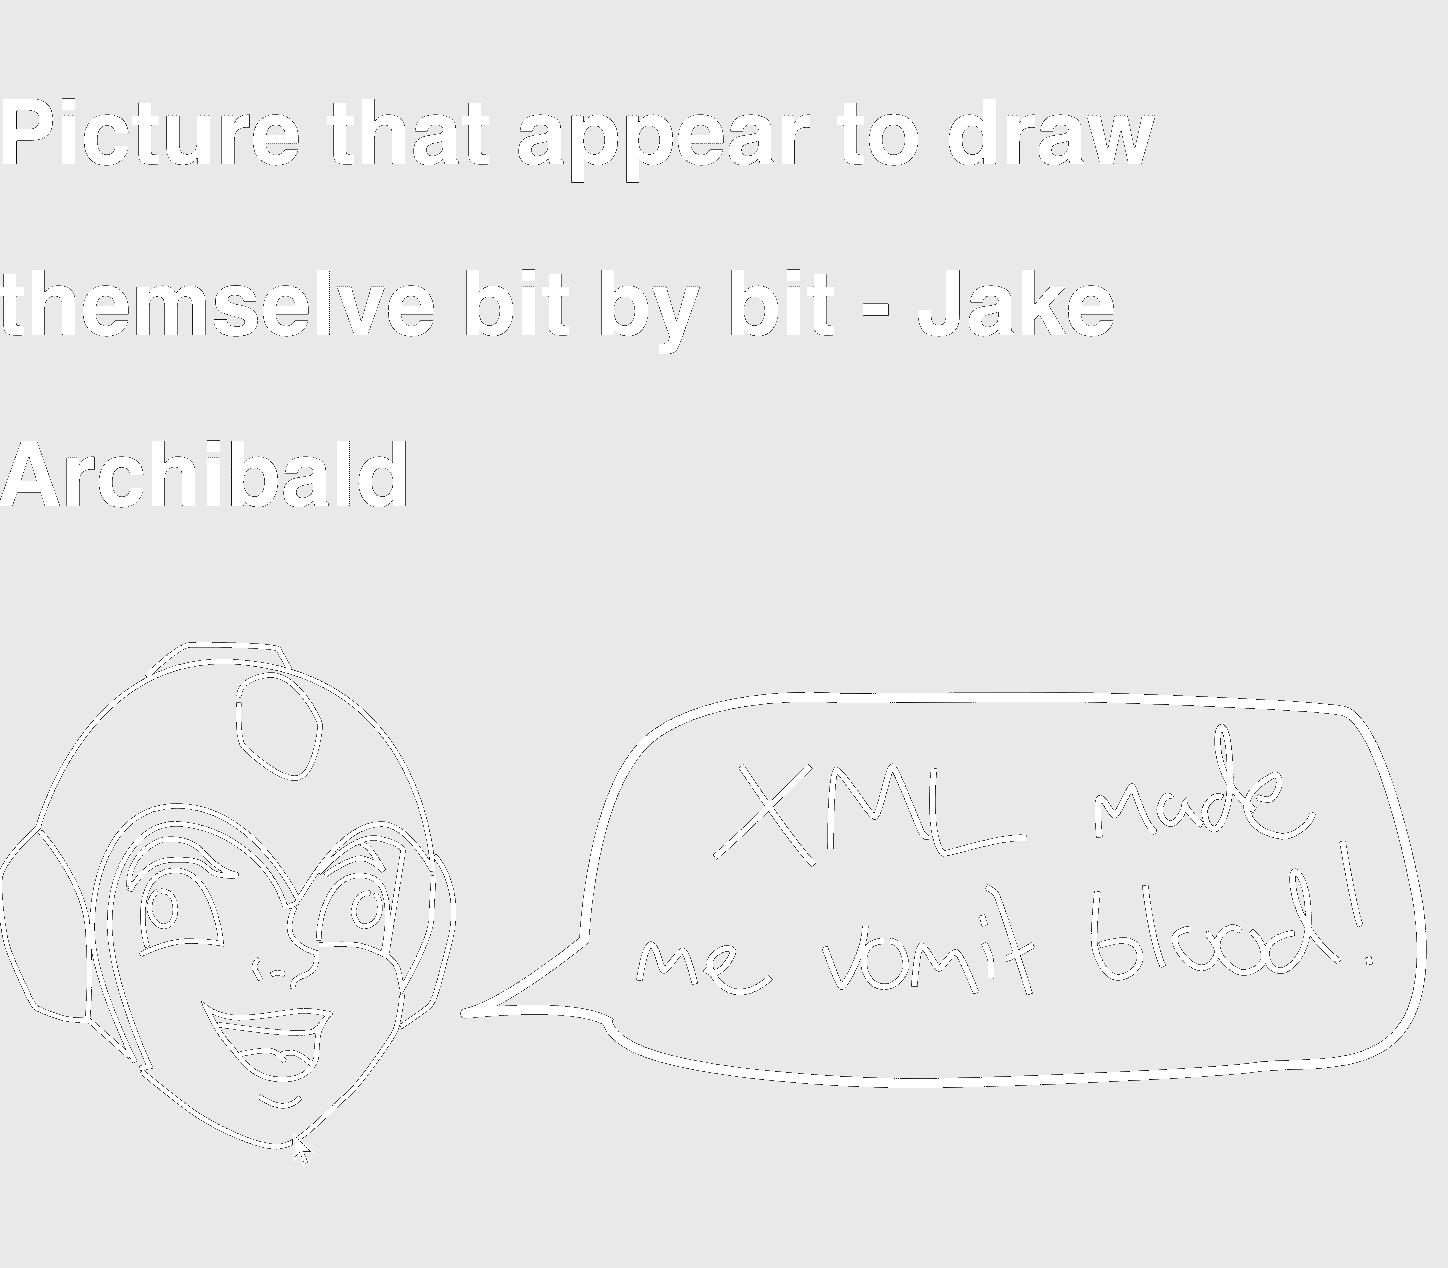 Picture that appear to draw
themselve bit by bit - Jake
Archibald
XML made
me vomit blood!